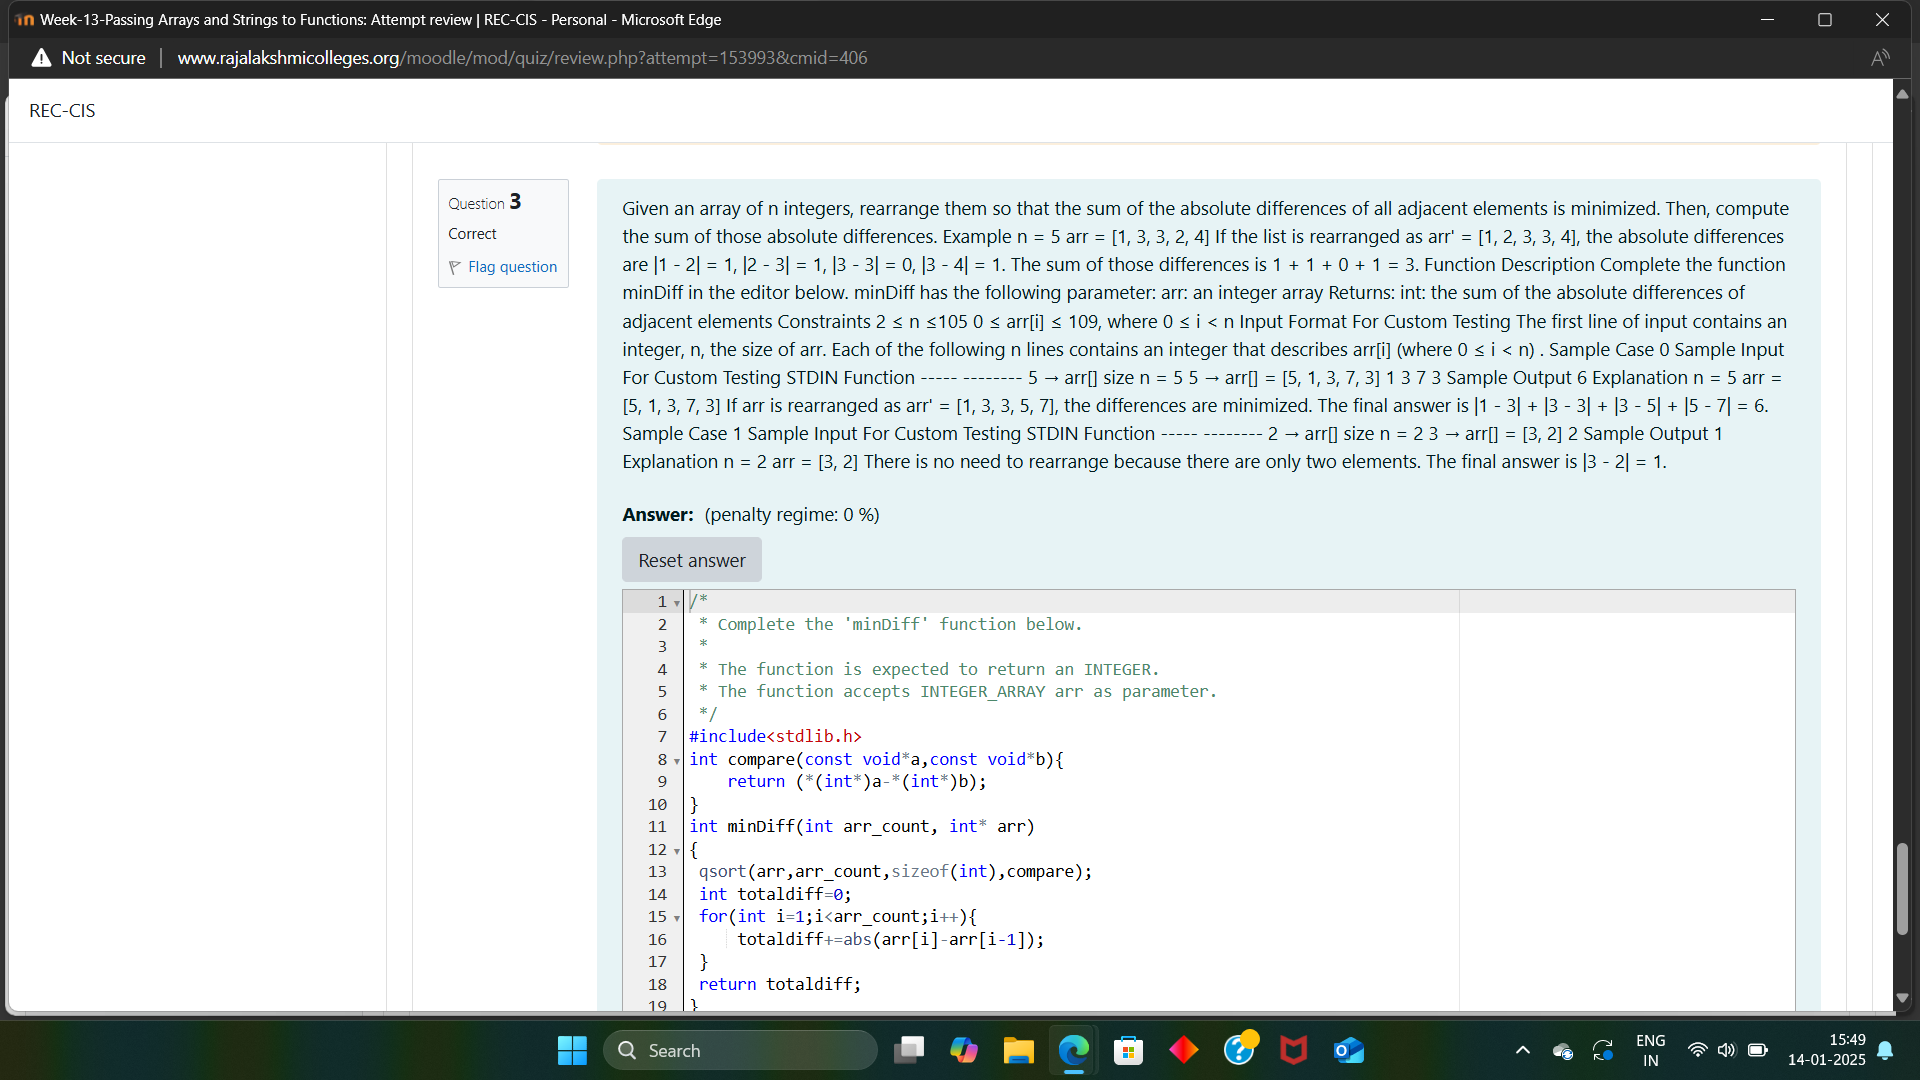 Week-13-Passing Arrays and Strings to Functions: Attempt review | REC-CIS - Personal - Microsoft Edge
Not secure | www.rajalakshmicolleges.org/moodle/mod/quiz/review.php?attempt=153993&cmid=406
REC-CIS
Question 3
Correct
Flag question
Given an array of n integers, rearrange them so that the sum of the absolute differences of all adjacent elements is minimized. Then, compute
the sum of those absolute differences. Example n = 5 arr = [1, 3, 3, 2, 4] If the list is rearranged as arr' = [1, 2, 3, 3, 4], the absolute differences
are |1 - 2| = 1, |2 - 3| = 1, |3 - 3| = 0, |3 - 4| = 1. The sum of those differences is 1 + 1 + 0 + 1 = 3. Function Description Complete the function
minDiff in the editor below. minDiff has the following parameter: arr: an integer array Returns: int: the sum of the absolute differences of
adjacent elements Constraints 2 ≤ n ≤105 0 ≤ arr[i] ≤ 109, where 0 ≤ i < n Input Format For Custom Testing The first line of input contains an
integer, n, the size of arr. Each of the following n lines contains an integer that describes arr[i] (where 0 ≤ i < n) . Sample Case 0 Sample Input
For Custom Testing STDIN Function ----- -------- 5 → arr[] size n = 5 5 → arr[] = [5, 1, 3, 7, 3] 1 3 7 3 Sample Output 6 Explanation n = 5 arr =
[5, 1, 3, 7, 3] If arr is rearranged as arr' = [1, 3, 3, 5, 7], the differences are minimized. The final answer is |1 - 3| + |3 - 3| + |3 - 5| + |5 - 7| = 6.
Sample Case 1 Sample Input For Custom Testing STDIN Function ----- -------- 2 → arr[] size n = 2 3 → arr[] = [3, 2] 2 Sample Output 1
Explanation n = 2 arr = [3, 2] There is no need to rearrange because there are only two elements. The final answer is |3 - 2| = 1.
Answer: (penalty regime: 0 %)
Reset answer
1 /*
2 * Complete the 'minDiff' function below.
3 *
4 * The function is expected to return an INTEGER.
5 * The function accepts INTEGER_ARRAY arr as parameter.
6 */
7 #include<stdlib.h>
8 int compare(const void*a,const void*b){
9 return (*(int*)a-*(int*)b);
10 }
11 int minDiff(int arr_count, int* arr)
12 {
13 qsort(arr,arr_count,sizeof(int),compare);
14 int totaldiff=0;
15 for(int i=1;i<arr_count;i++){
16 totaldiff+=abs(arr[i]-arr[i-1]);
17 }
18 return totaldiff;
19 }
Search
ENG
IN
15:49
14-01-2025